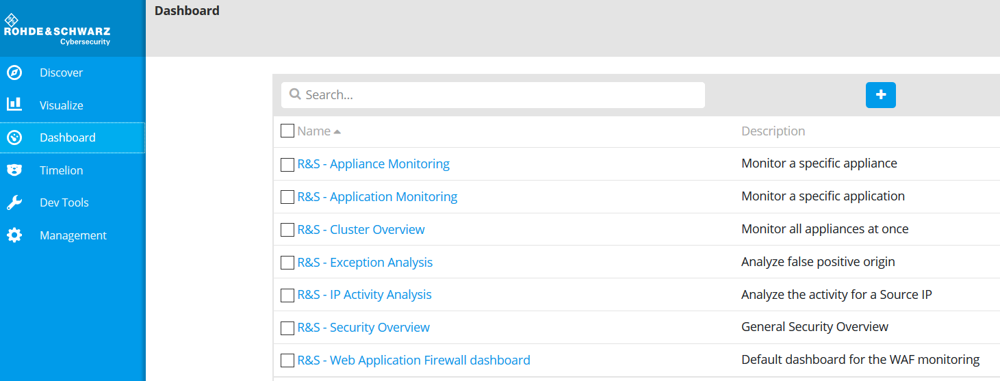 ROHDE&SCHWARZ
Cybersecurity
Discover
Visualize
Dashboard
Timelion
Dev Tools
Management
Dashboard
Search...
Name Description
R&S - Appliance Monitoring Monitor a specific appliance
R&S - Application Monitoring Monitor a specific application
R&S - Cluster Overview Monitor all appliances at once
R&S - Exception Analysis Analyze false positive origin
R&S - IP Activity Analysis Analyze the activity for a Source IP
R&S - Security Overview General Security Overview
R&S - Web Application Firewall dashboard Default dashboard for the WAF monitoring